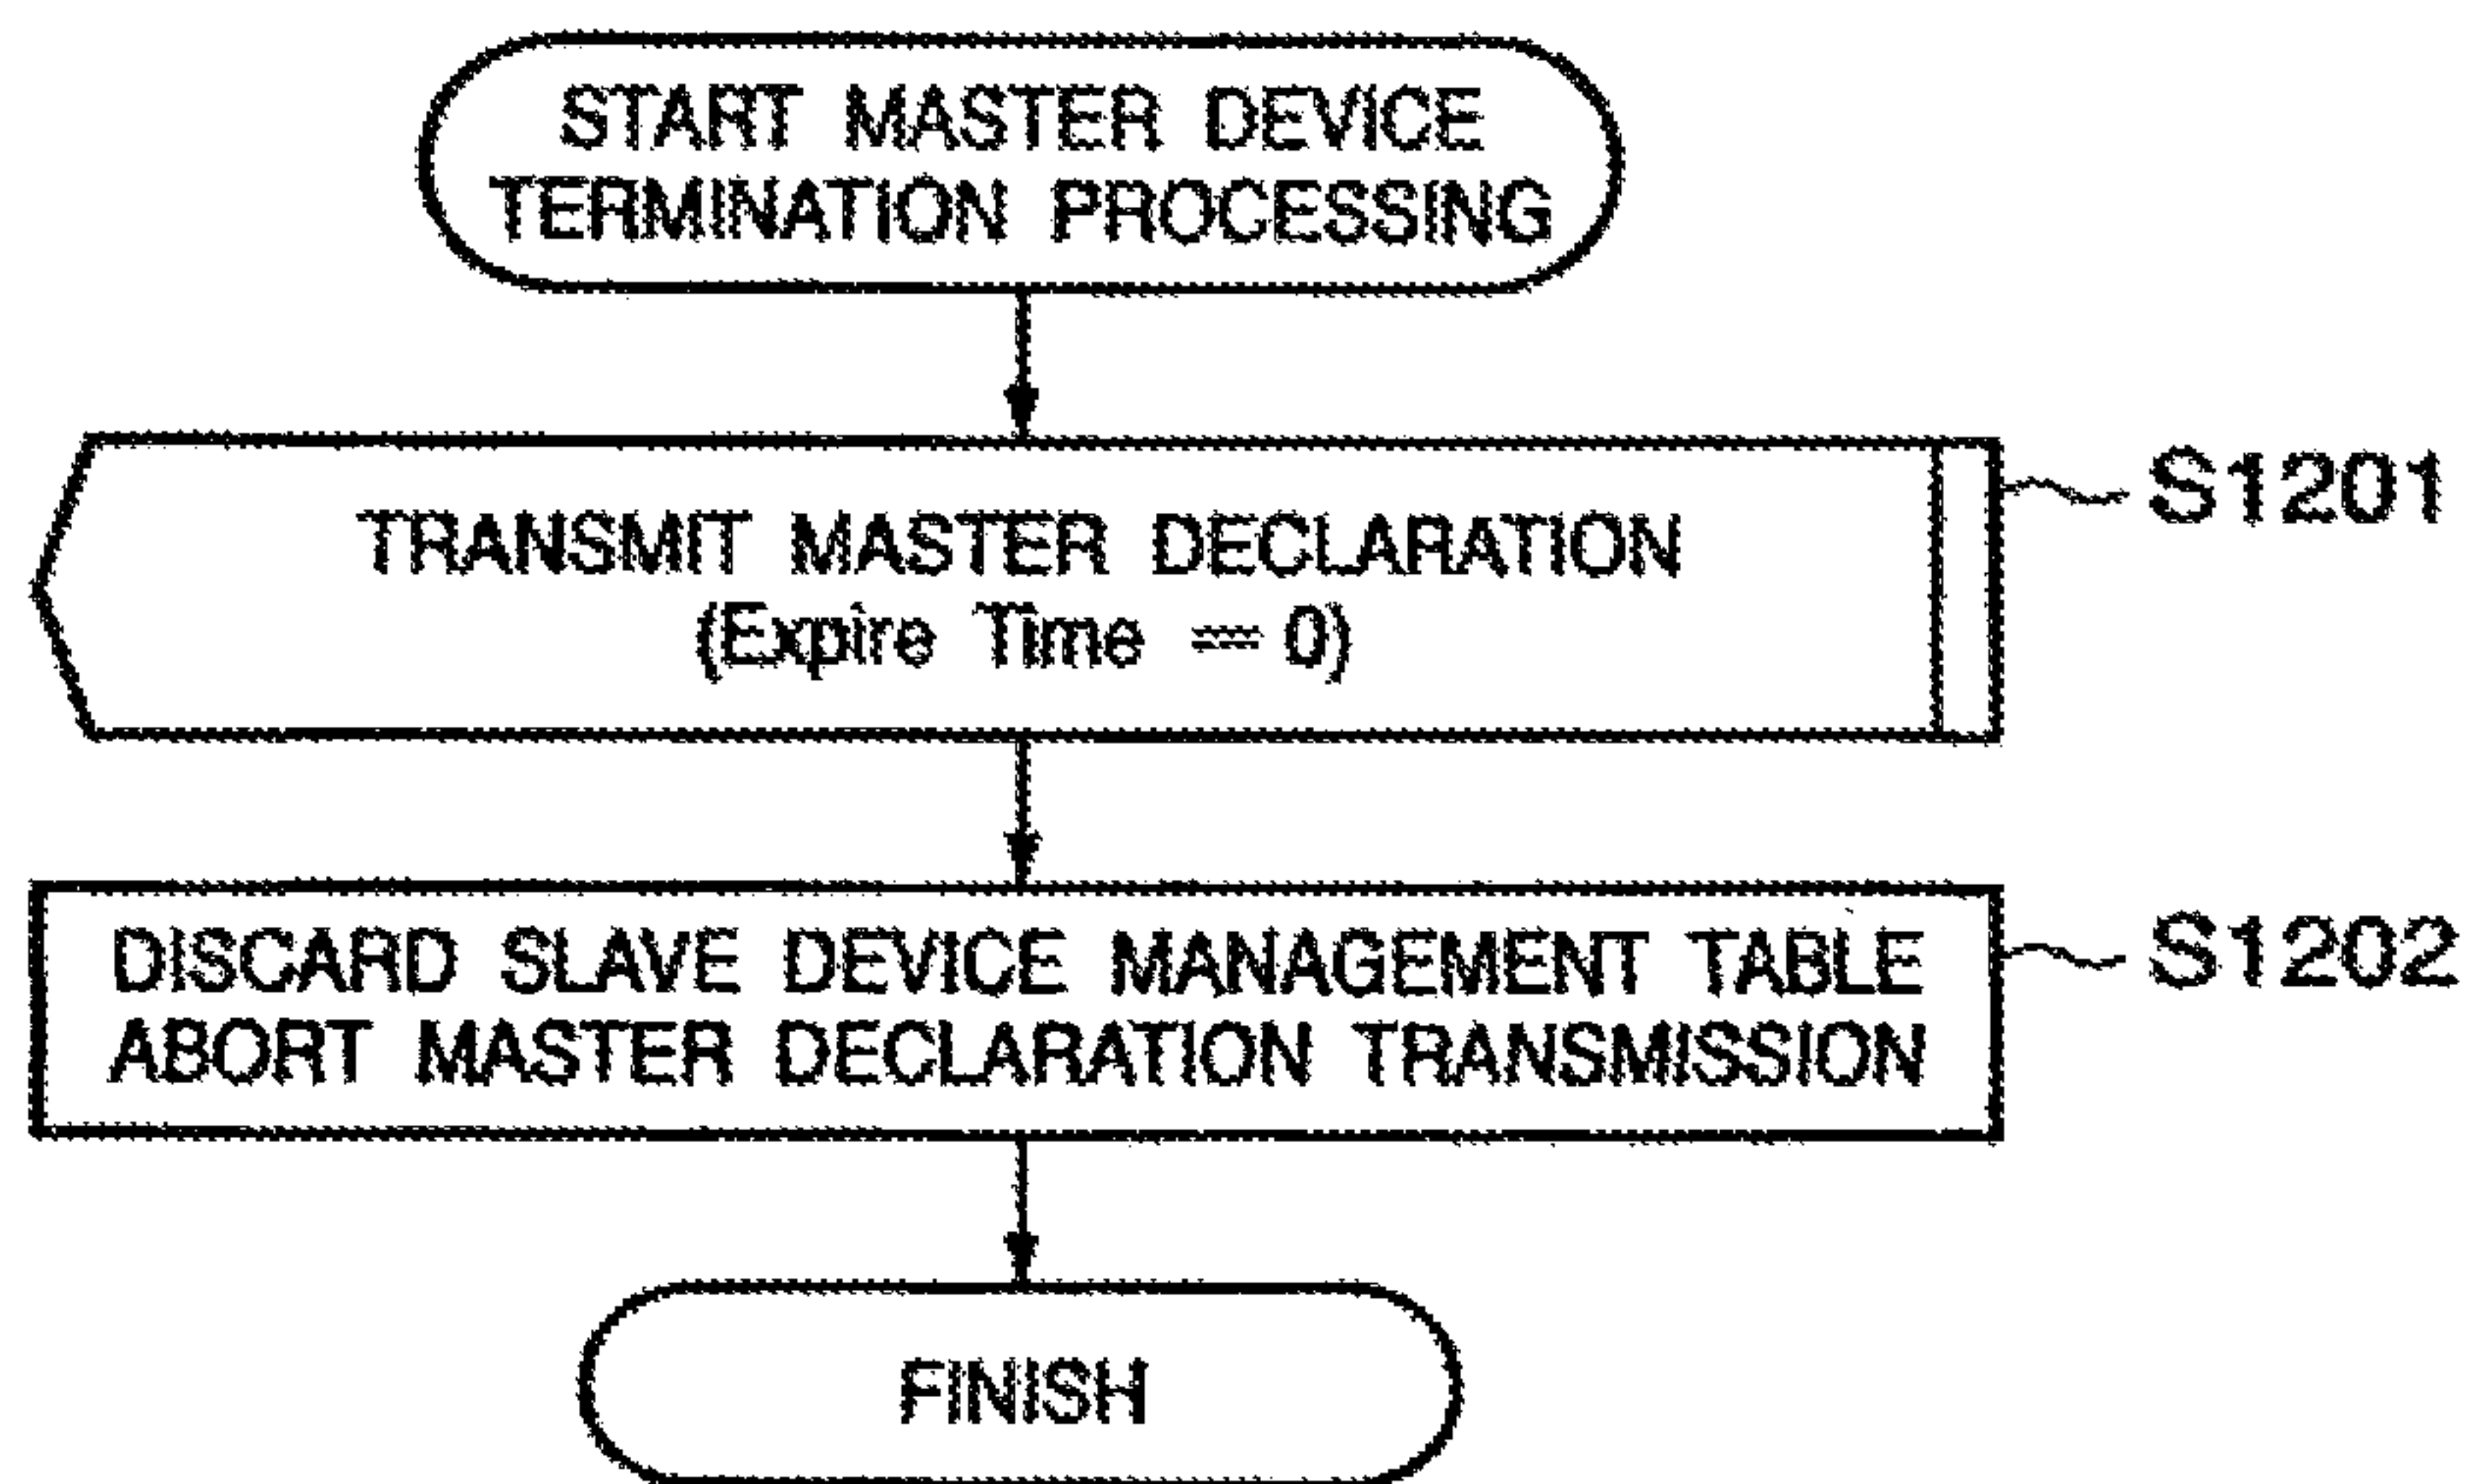 START MASTER DEVICE
TERMINATION PROCESSING
TRANSMIT MASTER DECLARATION
(Expire Time == 0)
S1201
DISCARD SLAVE DEVICE MANAGEMENT TABLE
ABORT MASTER DECLARATION TRANSMISSION
S1202
FINISH